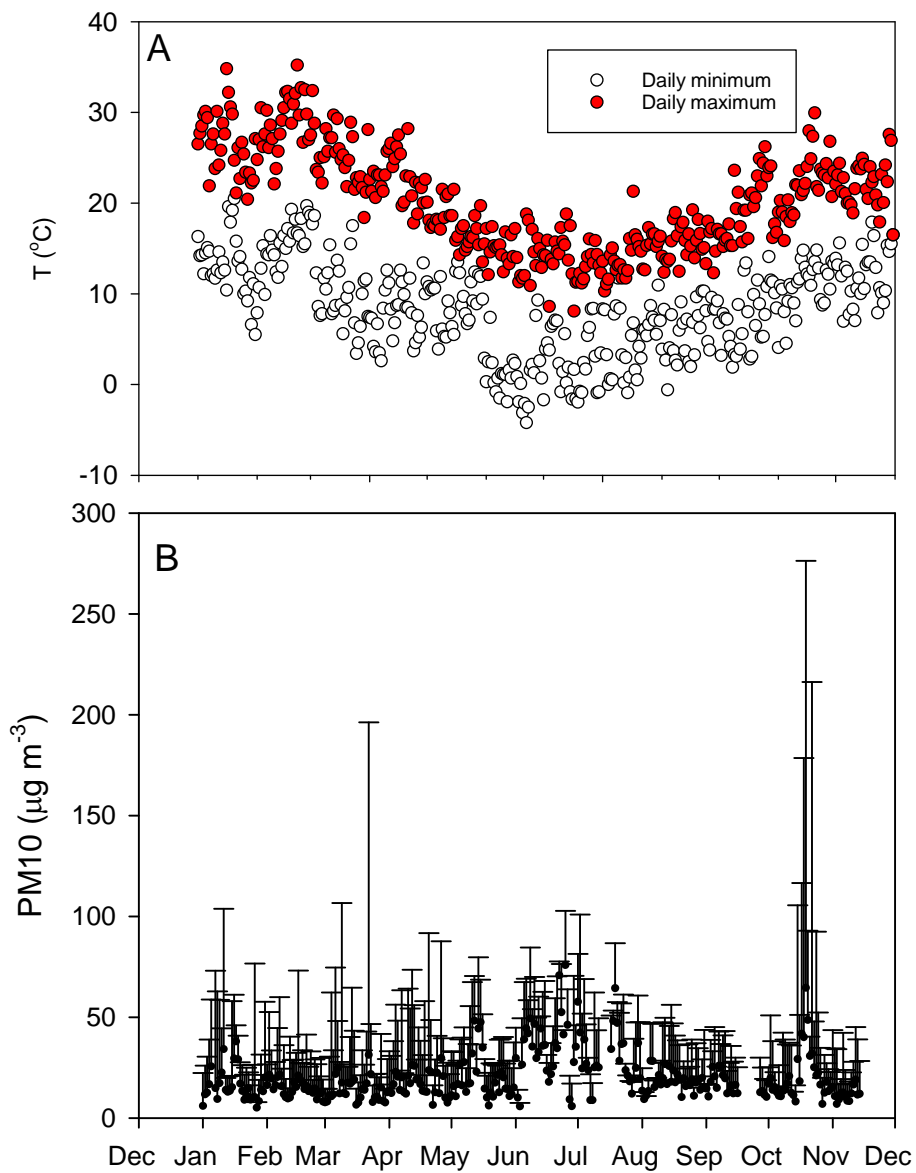 A
40
30
20
10
0
-10
T (°C)
Daily minimum
Daily maximum
B
300
250
200
150
100
50
0
PM10 (μg m⁻³)
Dec Jan Feb Mar Apr May Jun Jul Aug Sep Oct Nov Dec